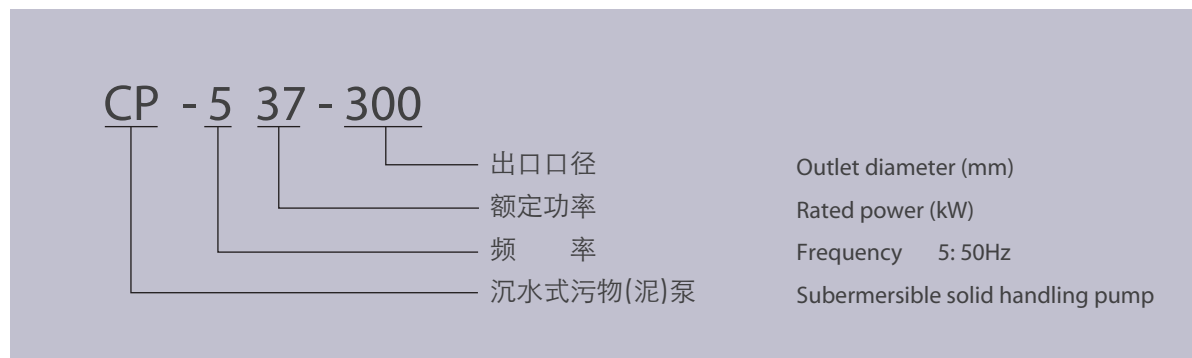 CP - 5 37 - 300
出口口径 Outlet diameter (mm)
额定功率 Rated power (kW)
频 率 Frequency 5: 50Hz
沉水式污物(泥)泵 Subermersible solid handling pump